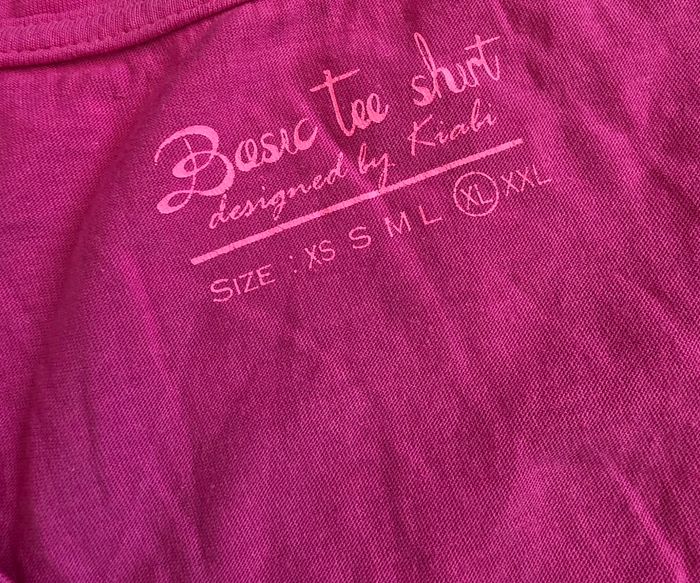 Basic tee shirt
designed by Kiabi
SIZE : XS S M L XL XXL